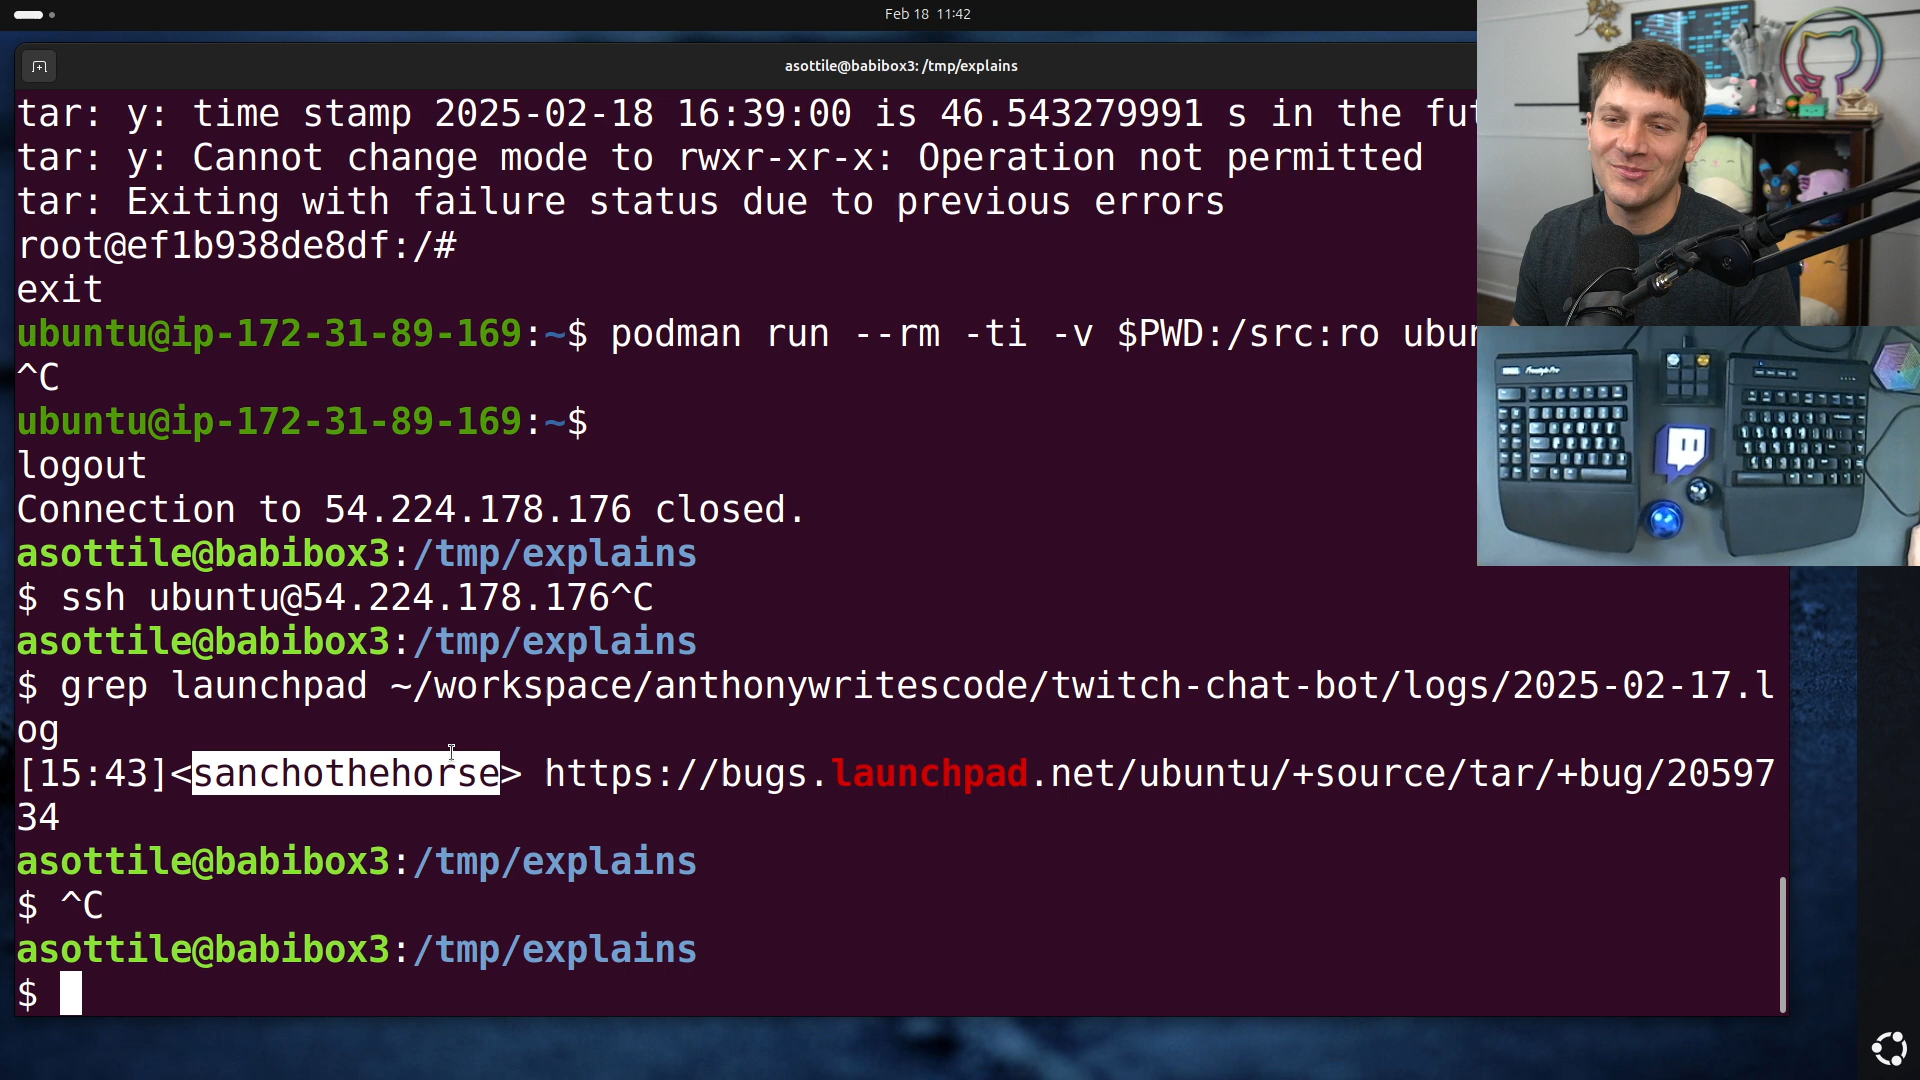 Feb 18 11:42
asottile@babibox3: /tmp/explains
tar: y: time stamp 2025-02-18 16:39:00 is 46.543279991 s in the fut
tar: y: Cannot change mode to rwxr-xr-x: Operation not permitted
tar: Exiting with failure status due to previous errors
root@ef1b938de8df:/#
exit
ubuntu@ip-172-31-89-169:~$ podman run --rm -ti -v $PWD:/src:ro ubun
^C
ubuntu@ip-172-31-89-169:~$
logout
Connection to 54.224.178.176 closed.
asottile@babibox3:/tmp/explains
$ ssh ubuntu@54.224.178.176^C
asottile@babibox3:/tmp/explains
$ grep launchpad ~/workspace/anthonywritescode/twitch-chat-bot/logs/2025-02-17.l
og
[15:43]<sanchothehorse> https://bugs.launchpad.net/ubuntu/+source/tar/+bug/20597
34
asottile@babibox3:/tmp/explains
$ ^C
asottile@babibox3:/tmp/explains
$
Freestyle Pro